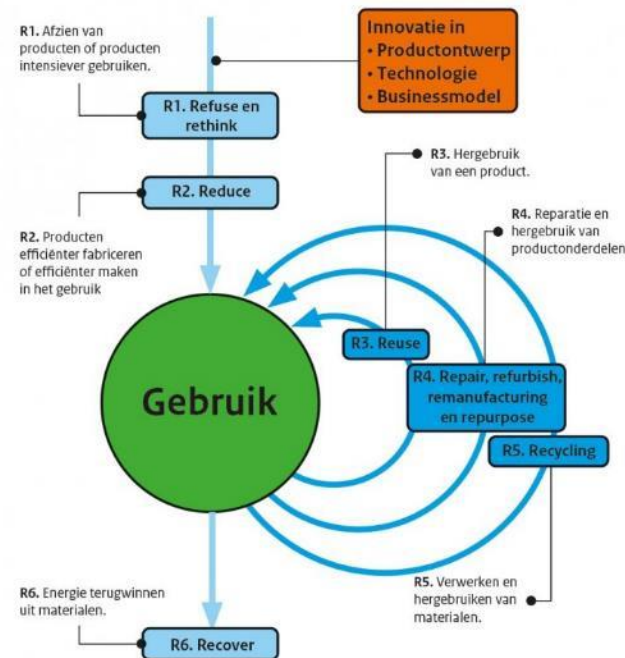 R1. Afzien van
producten of producten
intensiever gebruiken.
Innovatie in
• Productontwerp
• Technologie
• Businessmodel
R1. Refuse en
rethink
R3. Hergebruik
van een product.
R2. Reduce
R4. Reparatie en
hergebruik van
productonderdelen
R2. Producten
efficiënter fabriceren
of efficiënter maken
in het gebruik
R3. Reuse
Gebruik
R4. Repair, refurbish,
remanufacturing
en repurpose
R5. Recycling
R6. Energie terugwinnen
uit materialen.
R5. Verwerken en
hergebruiken van
materialen.
R6. Recover